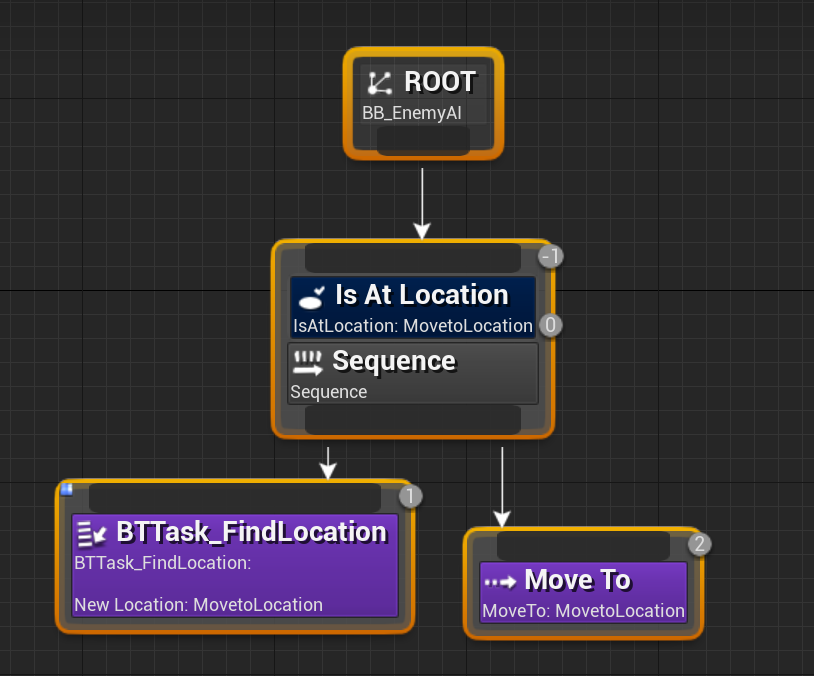 ROOT
BB_EnemyAI
-1
Is At Location
IsAtLocation: MovetoLocation
0
Sequence
Sequence
1
BTTask_FindLocation
BTTask_FindLocation:
New Location: MovetoLocation
2
Move To
MoveTo: MovetoLocation